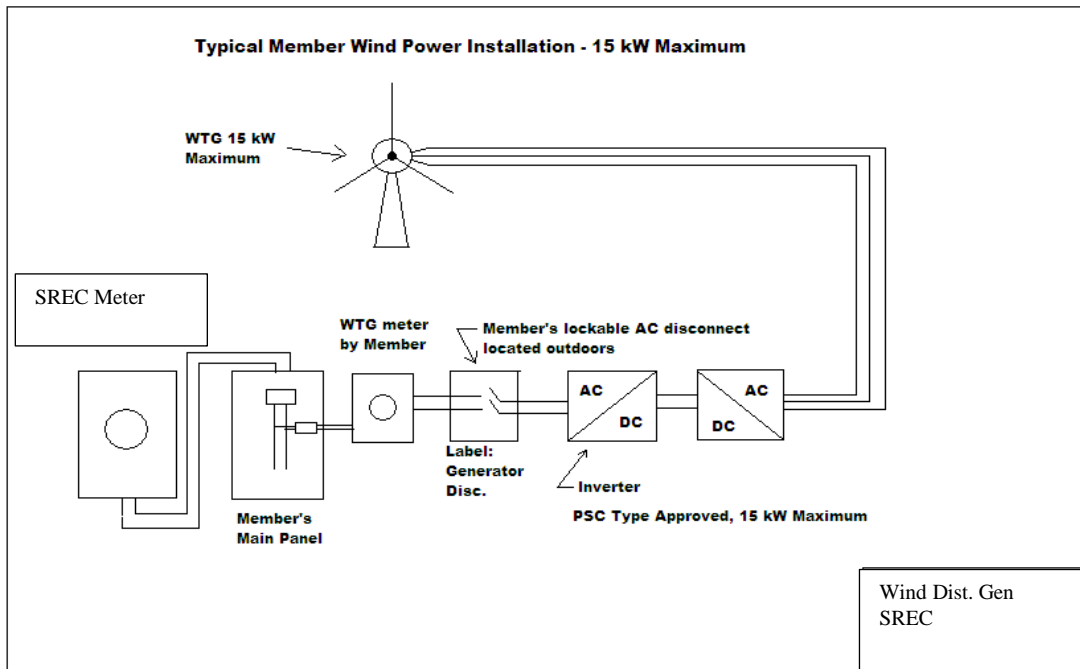 Typical Member Wind Power Installation - 15 kW Maximum
WTG 15 kW
Maximum
SREC Meter
WTG meter
by Member
Member's lockable AC disconnect
located outdoors
AC
DC
AC
DC
Label:
Generator
Disc.
Inverter
PSC Type Approved, 15 kW Maximum
Member's
Main Panel
Wind Dist. Gen
SREC